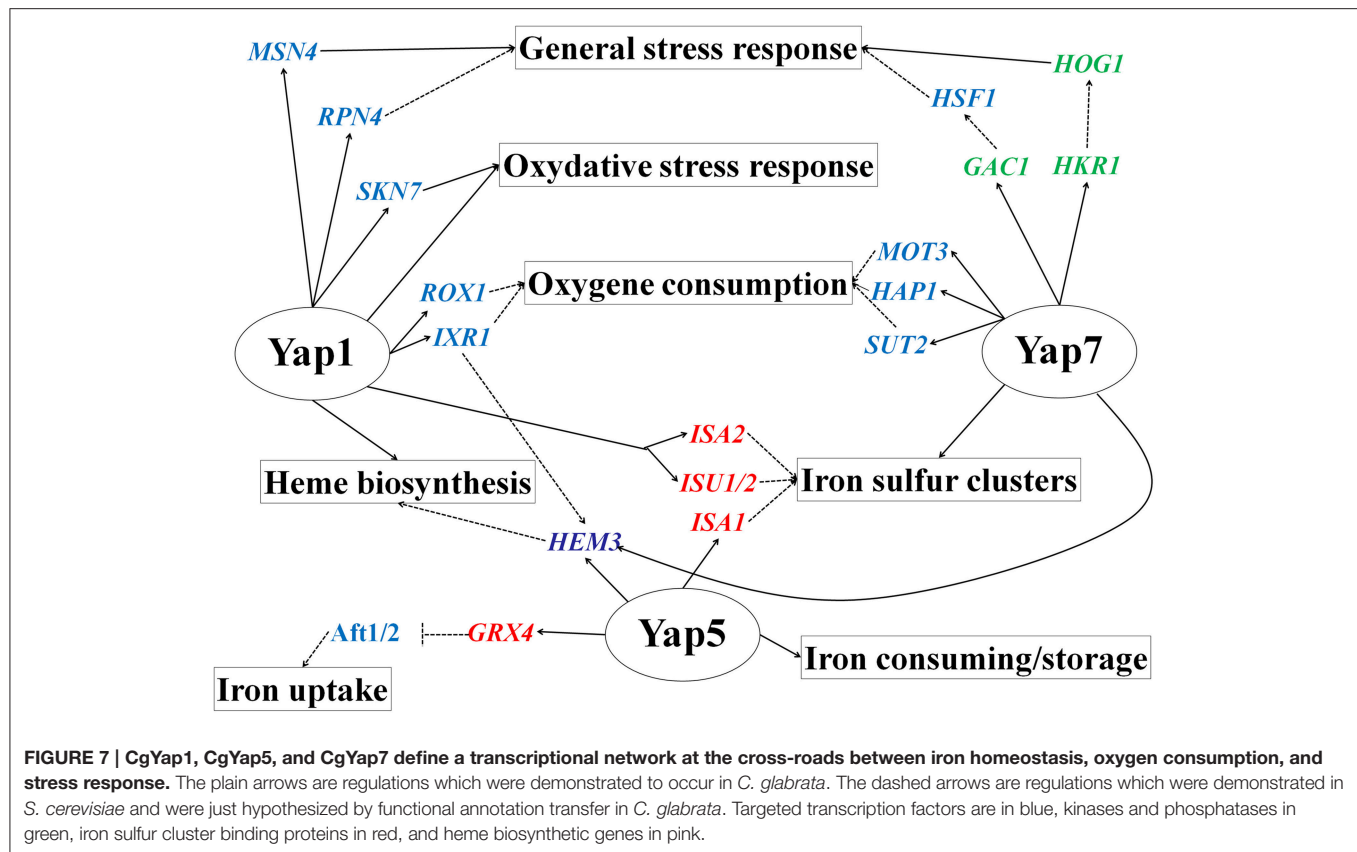 MSN4
General stress response
HOG1
RPN4
HSF1
Oxydative stress response
GAC1
HKR1
SKN7
MOT3
ROX1
Oxygene consumption
HAP1
IXR1
SUT2
Yap1
Yap7
ISA2
Heme biosynthesis
ISU1/2
Iron sulfur clusters
ISA1
HEM3
Aft1/2
GRX4
Yap5
Iron consuming/storage
Iron uptake
FIGURE 7 | CgYap1, CgYap5, and CgYap7 define a transcriptional network at the cross-roads between iron homeostasis, oxygen consumption, and
stress response. The plain arrows are regulations which were demonstrated to occur in C. glabrata. The dashed arrows are regulations which were demonstrated in
S. cerevisiae and were just hypothesized by functional annotation transfer in C. glabrata. Targeted transcription factors are in blue, kinases and phosphatases in
green, iron sulfur cluster binding proteins in red, and heme biosynthetic genes in pink.